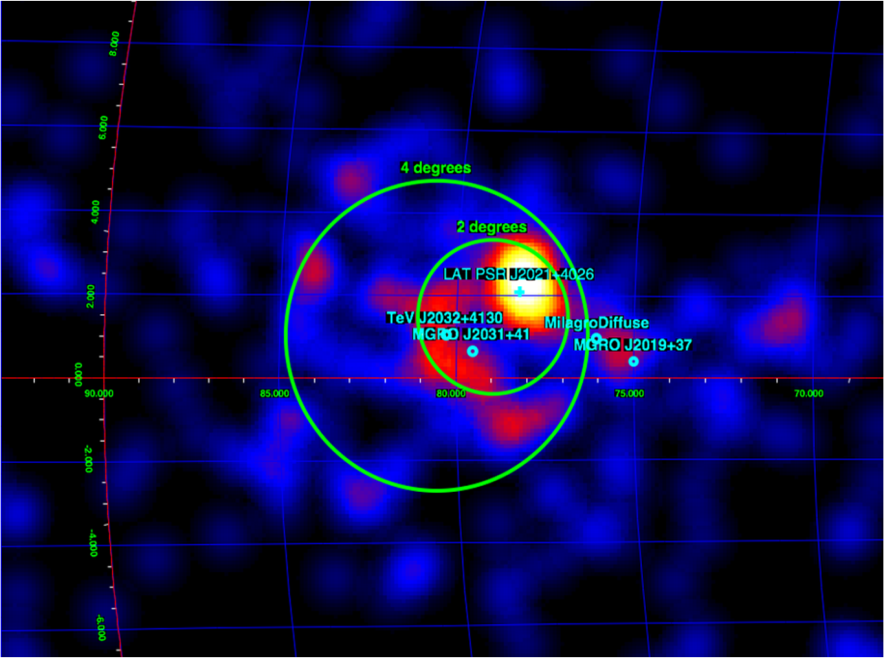 8.000
6.000
4 degrees
4.000
2 degrees
LAT PSR J2021+4026
2.000
TeV J2032+4130
MilagroDiffuse
MGRO J2031+41
MGRO J2019+37
0.000
90.000
85.000
80.000
75.000
70.000
-2.000
-4.000
-6.000